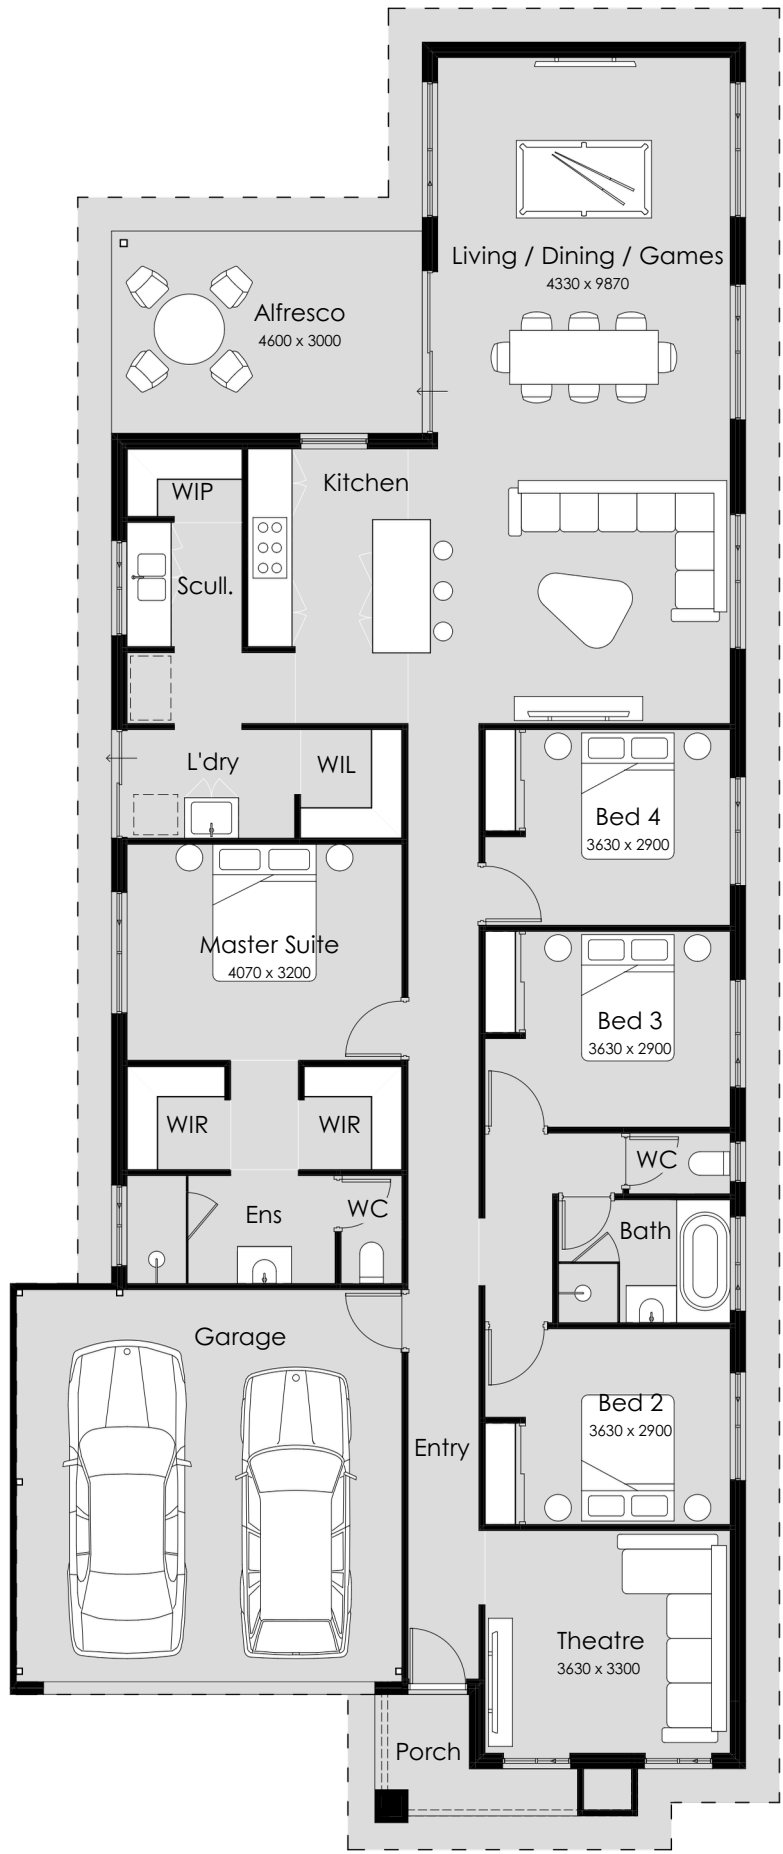 Living / Dining / Games
4330 x 9870
Alfresco
4600 x 3000
Kitchen
WIP
Scull.
L'dry
WIL
Bed 4
3630 x 2900
Master Suite
4070 x 3200
Bed 3
3630 x 2900
WIR
WIR
WC
Ens
WC
Bath
Garage
Bed 2
3630 x 2900
Entry
Theatre
3630 x 3300
Porch